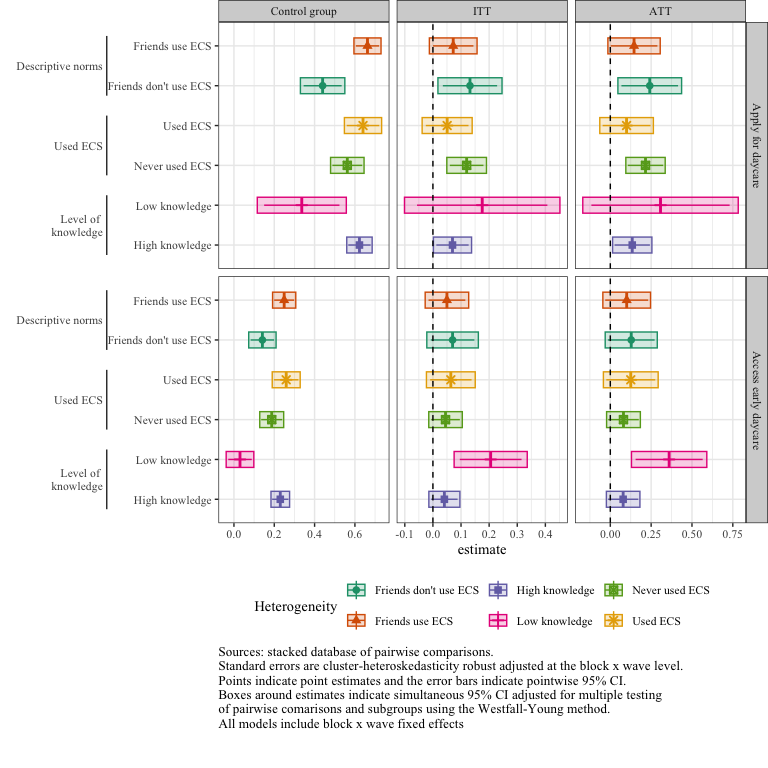 Control group
ITT
ATT
Descriptive norms
Friends use ECS
Friends don't use ECS
Used ECS
Used ECS
Never used ECS
Level of
knowledge
Low knowledge
High knowledge
Apply for daycare
Descriptive norms
Friends use ECS
Friends don't use ECS
Used ECS
Used ECS
Never used ECS
Level of
knowledge
Low knowledge
High knowledge
Access early daycare
0.0 0.2 0.4 0.6
-0.1 0.0 0.1 0.2 0.3 0.4
0.00 0.25 0.50 0.75
estimate
Heterogeneity
Friends don't use ECS High knowledge Never used ECS
Friends use ECS Low knowledge Used ECS
Sources: stacked database of pairwise comparisons.
Standard errors are cluster-heteroskedasticity robust adjusted at the block x wave level.
Points indicate point estimates and the error bars indicate pointwise 95% CI.
Boxes around estimates indicate simultaneous 95% CI adjusted for multiple testing
of pairwise comarisons and subgroups using the Westfall-Young method.
All models include block x wave fixed effects